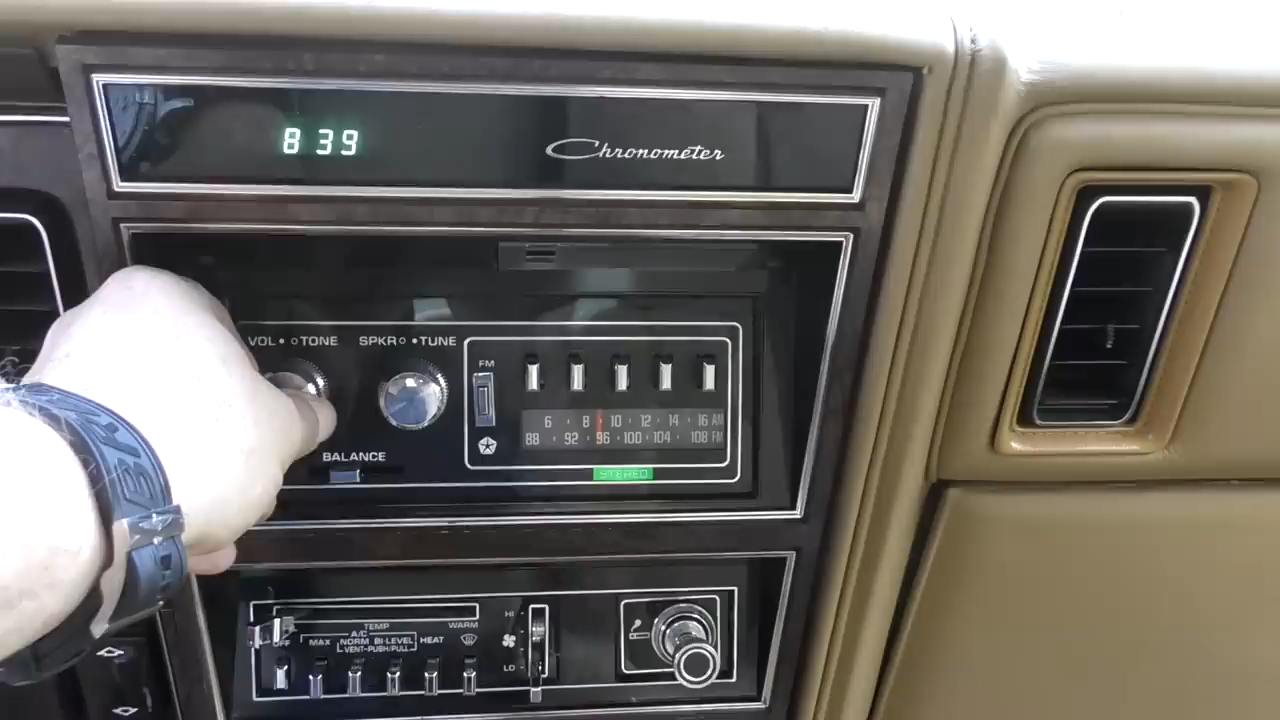 8 39
Chronometer
VOL • ○ TONE SPKR ○ • TUNE
FM
6 8 10 12 14 16 AM
88 92 96 100 104 108 FM
BALANCE
STEREO
HI
TEMP WARM
A/C
OFF MAX NORM BI-LEVEL HEAT
VENT-PUSH/PULL
LO